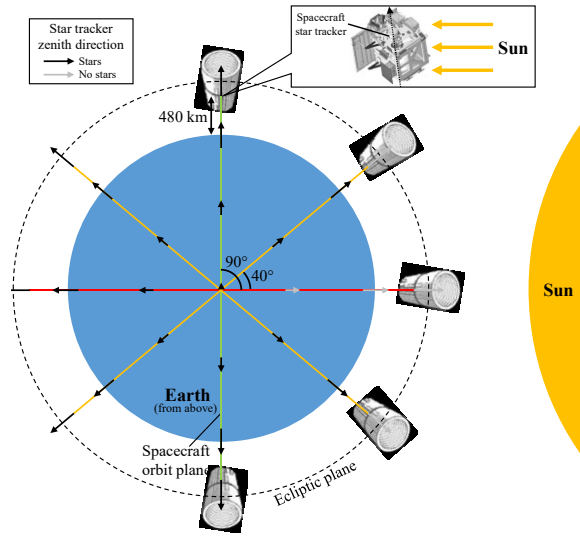 Star tracker
zenith direction
Stars
No stars
Spacecraft
star tracker
Sun
480 km
90°
40°
Sun
Earth
(from above)
Spacecraft
orbit plane
Ecliptic plane